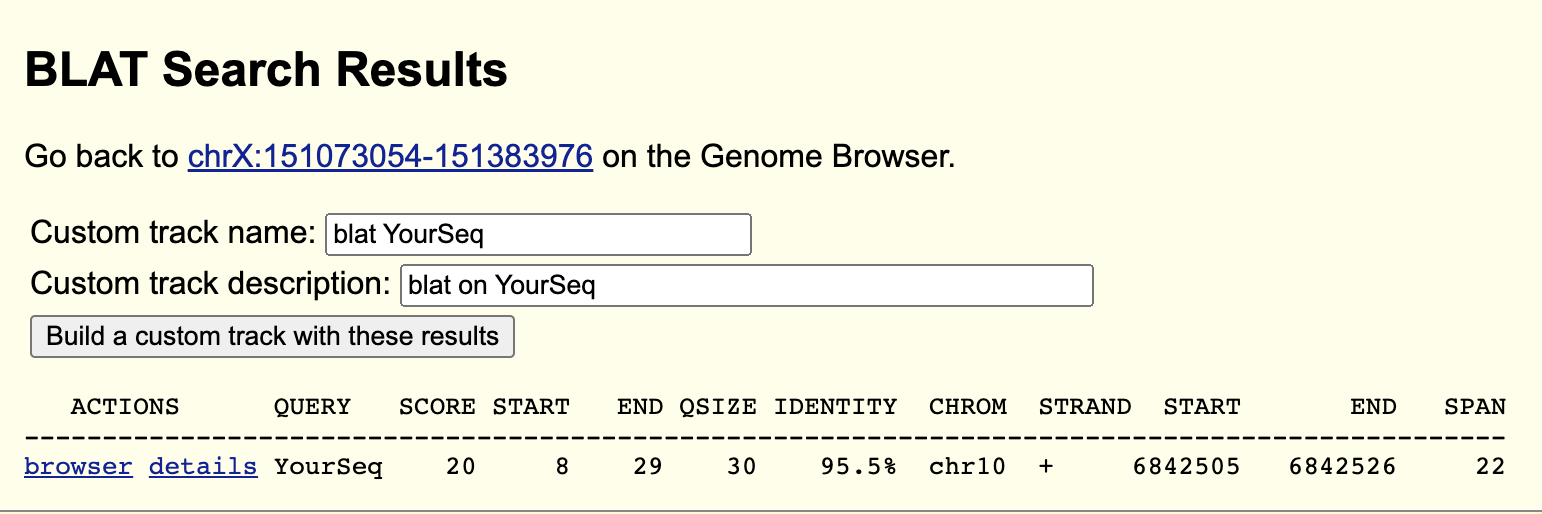 BLAT Search Results
Go back to chrX:151073054-151383976 on the Genome Browser.
Custom track name: blat YourSeq
Custom track description: blat on YourSeq
Build a custom track with these results
ACTIONS QUERY SCORE START END QSIZE IDENTITY CHROM STRAND START END SPAN
-----------------------------------------------------------------------------------------------
browser details YourSeq 20 8 29 30 95.5% chr10 + 6842505 6842526 22